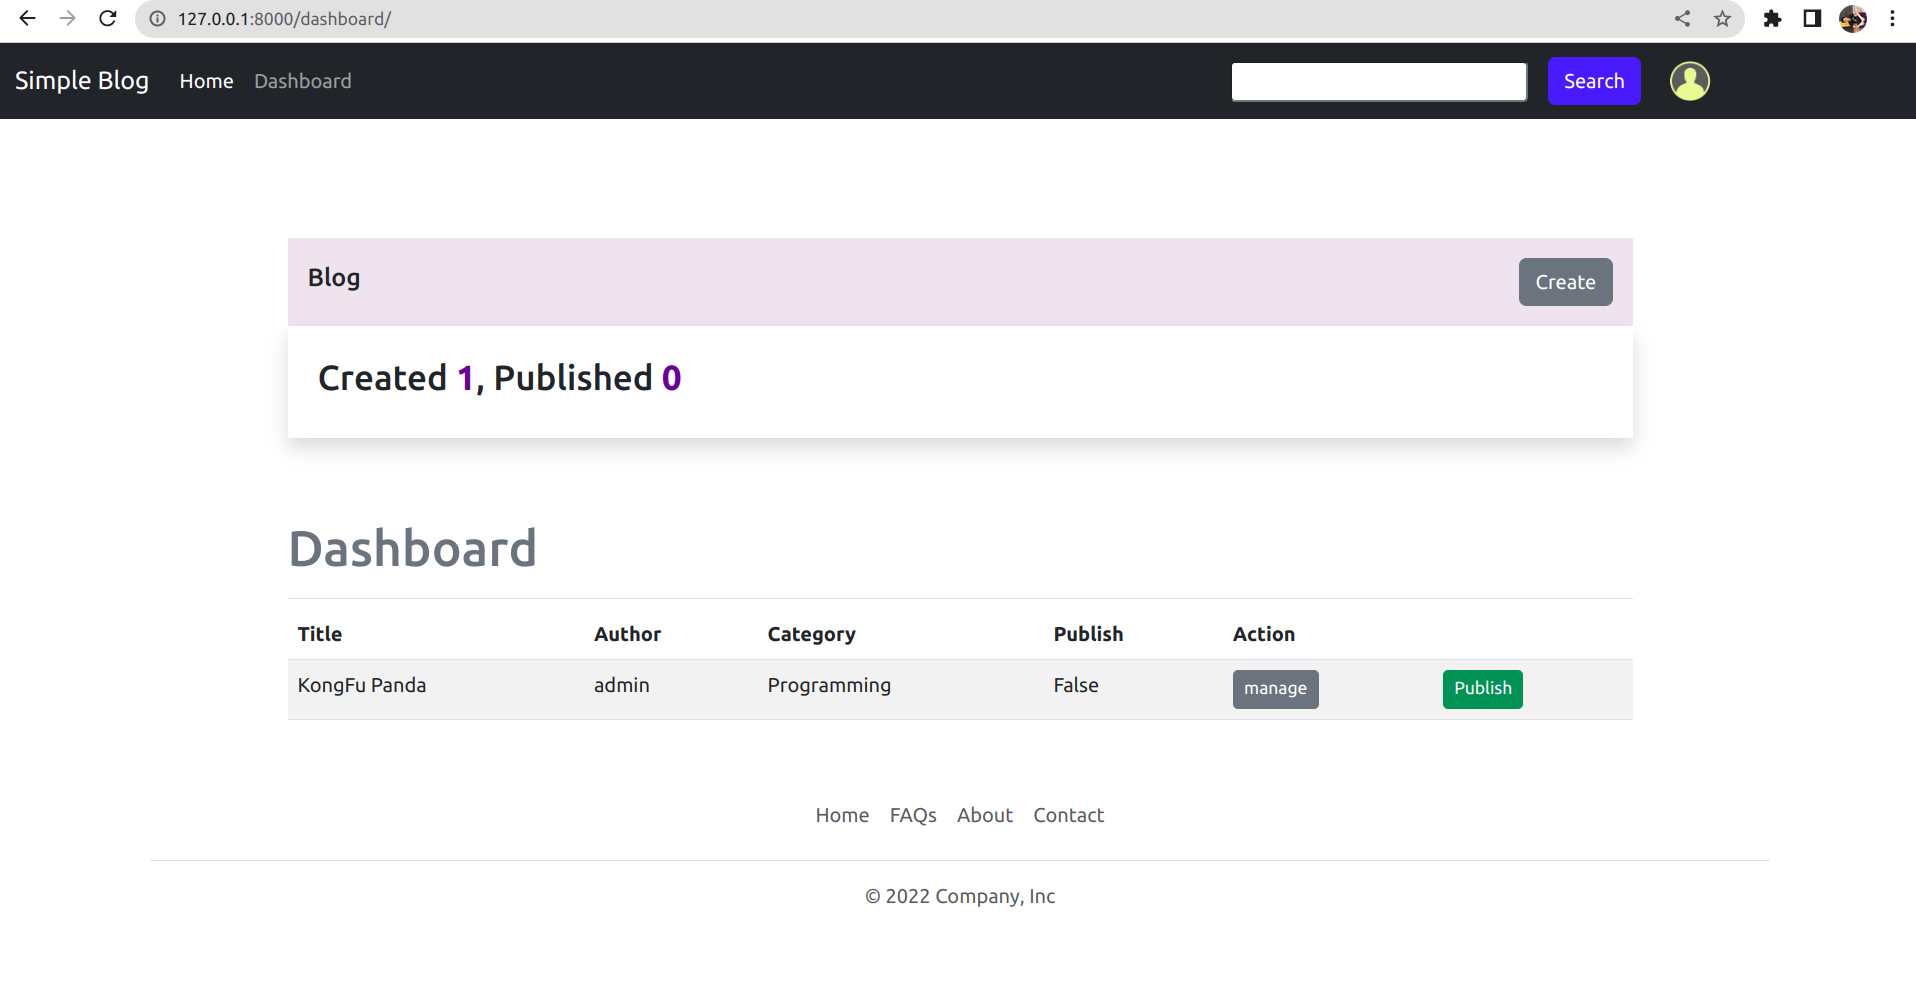 127.0.0.1:8000/dashboard/
Simple Blog Home Dashboard Search
Blog Create
Created 1, Published 0
Dashboard
Title Author Category Publish Action
KongFu Panda admin Programming False manage Publish
Home FAQs About Contact
© 2022 Company, Inc